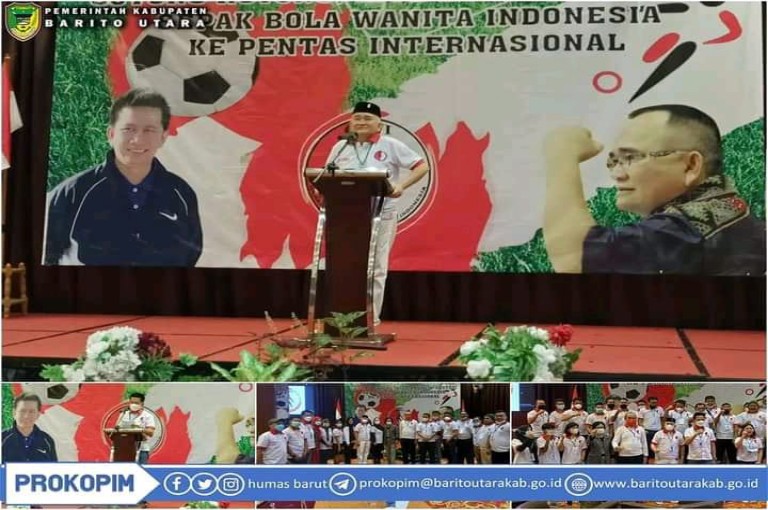 PEMERINTAH KABUPATEN
BARITO UTARA
AK BOLA WANITA INDONESIA
KE PENTAS INTERNASIONAL
INDONESIA
PROKOPIM
humas barut
prokopim@baritoutarakab.go.id
www.baritoutarakab.go.id